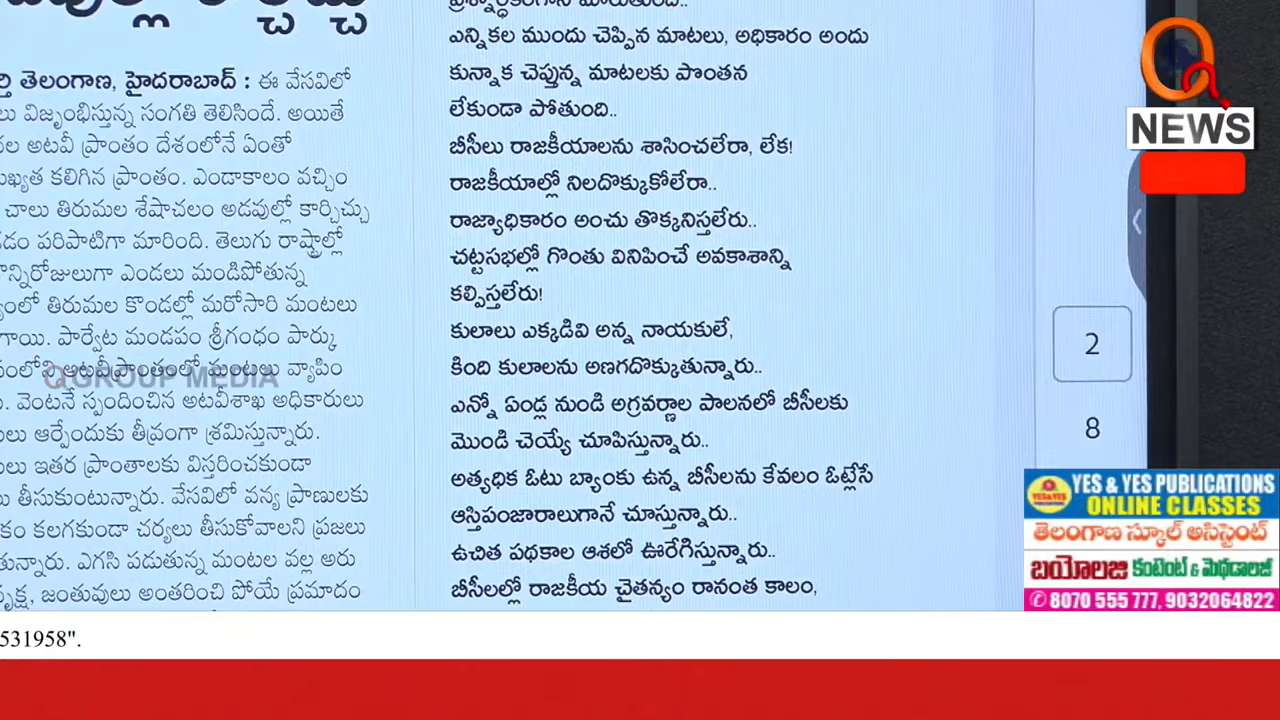 ర్తి తెలంగాణ, హైదరాబాద్ : ఈ వేసవిలో
లు విజృంభిస్తున్న సంగతి తెలిసిందే. అయితే
అటవీ ప్రాంతం దేశంలోనే ఏంతో
ఖ్యత కలిగిన ప్రాంతం. ఎండాకాలం వచ్చిం
చాలు తిరుమల శేషాచలం అడవుల్లో కార్చిచ్చు
డం పరిపాటిగా మారింది. తెలుగు రాష్ట్రాల్లో
న్నిరోజులుగా ఎండలు మండిపోతున్న
లో తిరుమల కొండల్లో మరోసారి మంటలు
గాయి. పార్వేట మండపం శ్రీగంధం పార్కు
అటవీప్రాంతంలో మంటలు వ్యాపిం
వెంటనే స్పందించిన అటవీశాఖ అధికారులు
లు ఆర్పేందుకు తీవ్రంగా శ్రమిస్తున్నారు.
లు ఇతర ప్రాంతాలకు విస్తరించకుండా
తీసుకుంటున్నారు. వేసవిలో వన్య ప్రాణులకు
కం కలగకుండా చర్యలు తీసుకోవాలని ప్రజలు
తున్నారు. ఎగసి పడుతున్న మంటల వల్ల అరు
వృక్ష, జంతువులు అంతరించి పోయే ప్రమాదం
ఎన్నికల ముందు చెప్పిన మాటలు, అధికారం అందు
కున్నాక చెప్తున్న మాటలకు పొంతన
లేకుండా పోతుంది..
బీసీలు రాజకీయాలను శాసించలేరా, లేక!
రాజకీయాల్లో నిలదొక్కుకోలేరా..
రాజ్యాధికారం అంచు తొక్కనిస్తలేరు..
చట్టసభల్లో గొంతు వినిపించే అవకాశాన్ని
కల్పిస్తలేరు!
కులాలు ఎక్కడివి అన్న నాయకులే,
కింది కులాలను అణగదొక్కుతున్నారు..
ఎన్నో ఏండ్ల నుండి అగ్రవర్ణాల పాలనలో బీసీలకు
మొండి చెయ్యే చూపిస్తున్నారు..
అత్యధిక ఓటు బ్యాంకు ఉన్న బీసీలను కేవలం ఓట్లేసే
ఆస్తిపంజారాలుగానే చూస్తున్నారు..
ఉచిత పథకాల ఆశలో ఊరేగిస్తున్నారు..
బీసీలల్లో రాజకీయ చైతన్యం రానంత కాలం,
Q
NEWS
2
8
Q GROUP MEDIA
YES & YES PUBLICATIONS
ONLINE CLASSES
తెలంగాణ స్కూల్ అసిస్టెంట్
బయోలజి కంటెంట్ & మెథడాలజీ
8070 555 777, 9032064822
531958".